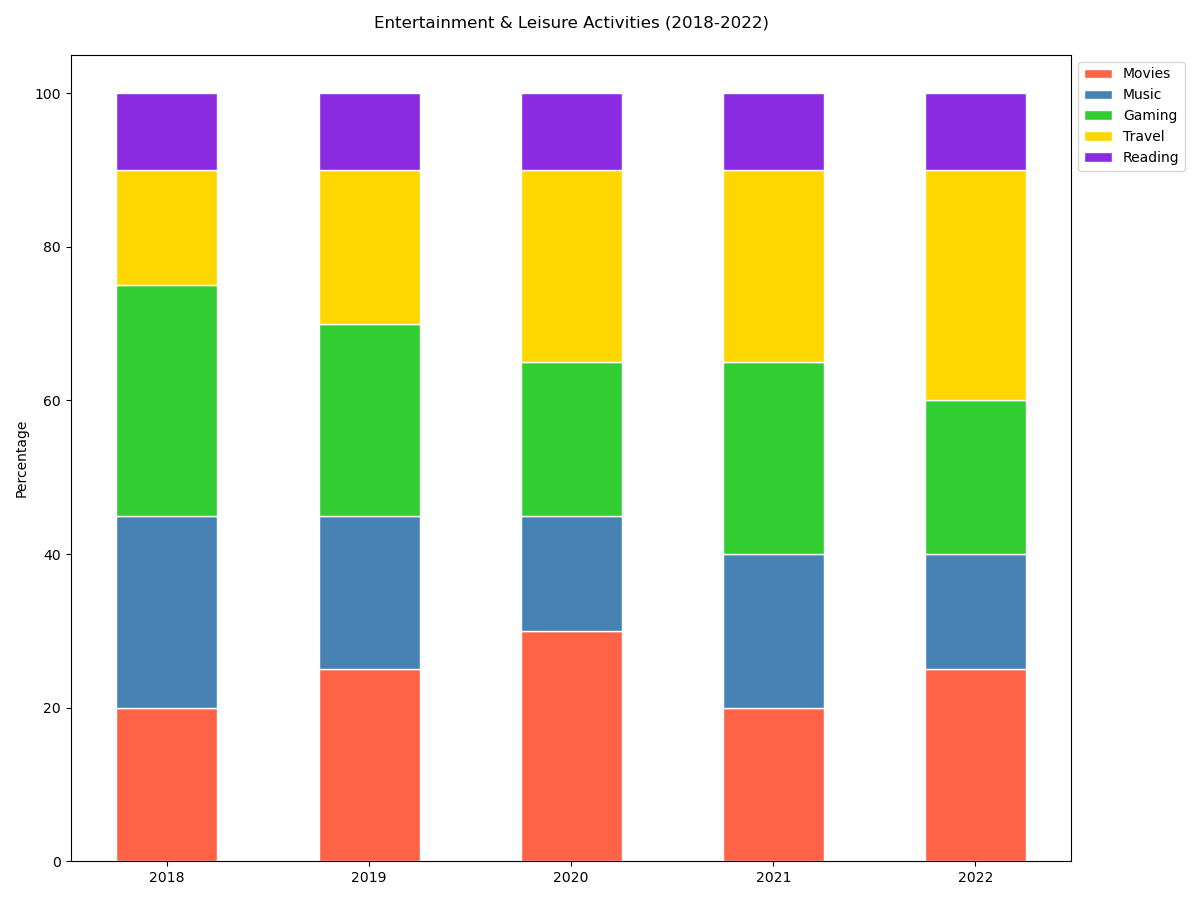 Entertainment & Leisure Activities (2018-2022)
Movies
Music
Gaming
Travel
Reading
Percentage
100
80
60
40
20
0
2018 2019 2020 2021 2022